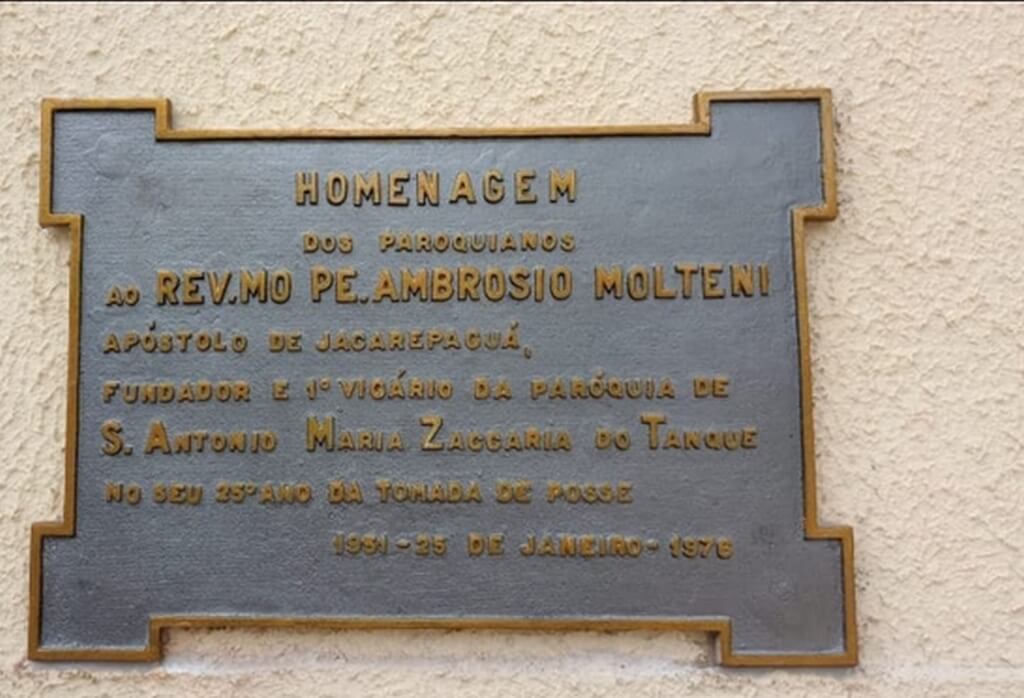 HOMENAGEM
DOS PAROQUIANOS
AO REV.MO PE. AMBROSIO MOLTENI
APÓSTOLO DE JACAREPAGUÁ,
FUNDADOR E 1º VIGÁRIO DA PARÓQUIA DE
S. ANTONIO MARIA ZACCARIA DO TANQUE
NO SEU 25º ANO DA TOMADA DE POSSE
1951 - 25 DE JANEIRO - 1976